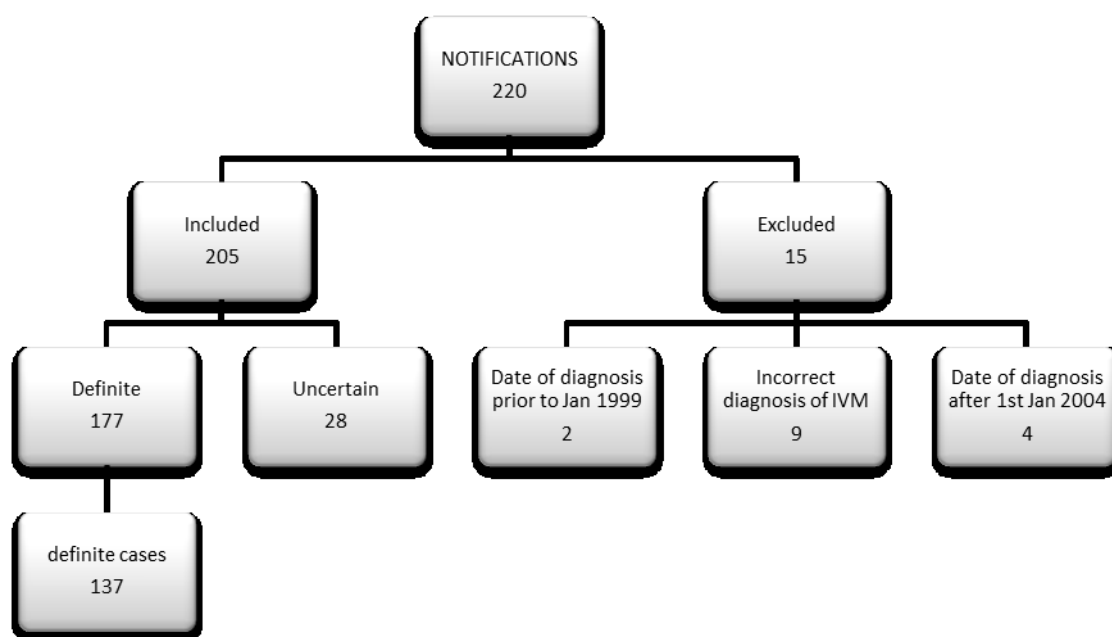 NOTIFICATIONS
220
Included
205
Excluded
15
Definite
177
Uncertain
28
Date of diagnosis
prior to Jan 1999
2
Incorrect
diagnosis of IVM
9
Date of diagnosis
after 1st Jan 2004
4
definite cases
137